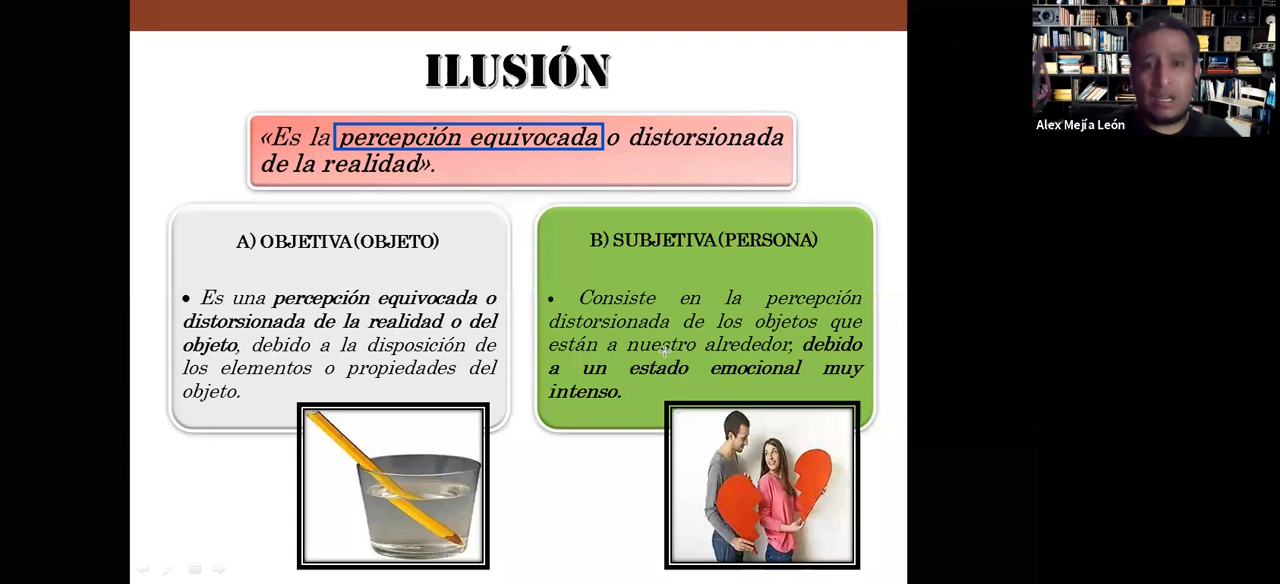 ILUSIÓN
«Es la percepción equivocada o distorsionada
de la realidad».
A) OBJETIVA (OBJETO)
• Es una percepción equivocada o
distorsionada de la realidad o del
objeto, debido a la disposición de
los elementos o propiedades del
objeto.
B) SUBJETIVA (PERSONA)
• Consiste en la percepción
distorsionada de los objetos que
están a nuestro alrededor, debido
a un estado emocional muy
intenso.
Alex Mejía León